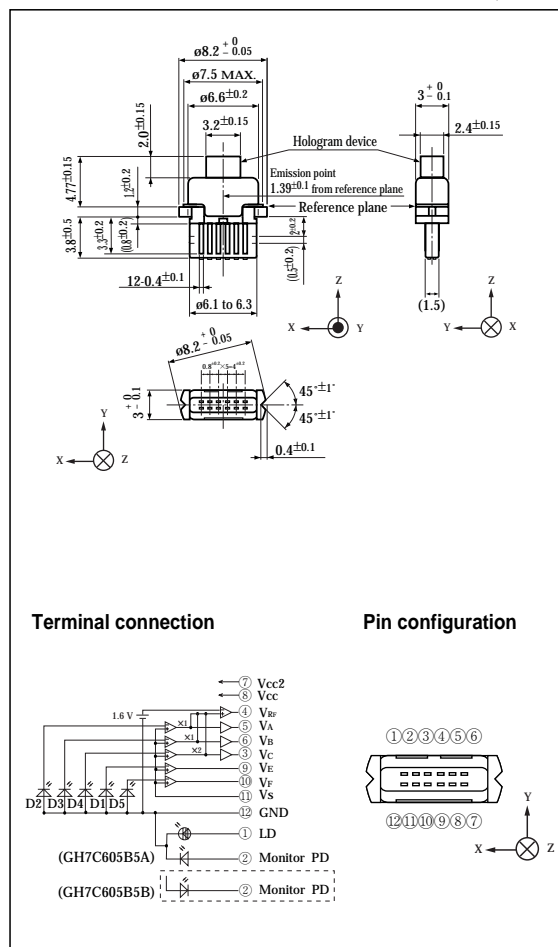 ø8.2 + 0 - 0.05
ø7.5 MAX.
ø6.6±0.2
3.2±0.15
3 + 0 - 0.1
2.4±0.15
2.0±0.15
Hologram device
4.77±0.15
1.2±0.2
Emission point
1.39±0.1 from reference plane
Reference plane
3.8±0.5
3.3±0.2
(0.8±0.2)
2±0.2
(0.5±0.2)
12-0.4±0.1
ø6.1 to 6.3
(1.5)
Z
X
Y
Z
Y
X
ø8.2 + 0 - 0.05
3 + 0 - 0.1
45°±1°
45°±1°
0.4±0.1
Y
X
Z
Terminal connection
Pin configuration
⑦ Vcc2
⑧ Vcc
1.6 V
④ VRF
×1
⑤ VA
×1
⑥ VB
×2
③ VC
⑨ VE
⑩ VF
⑪ Vs
D2 D3 D4 D1 D5
⑫ GND
① LD
(GH7C605B5A)
② Monitor PD
(GH7C605B5B)
② Monitor PD
①②③④⑤⑥
⑫⑪⑩⑨⑧⑦
Y
X
Z